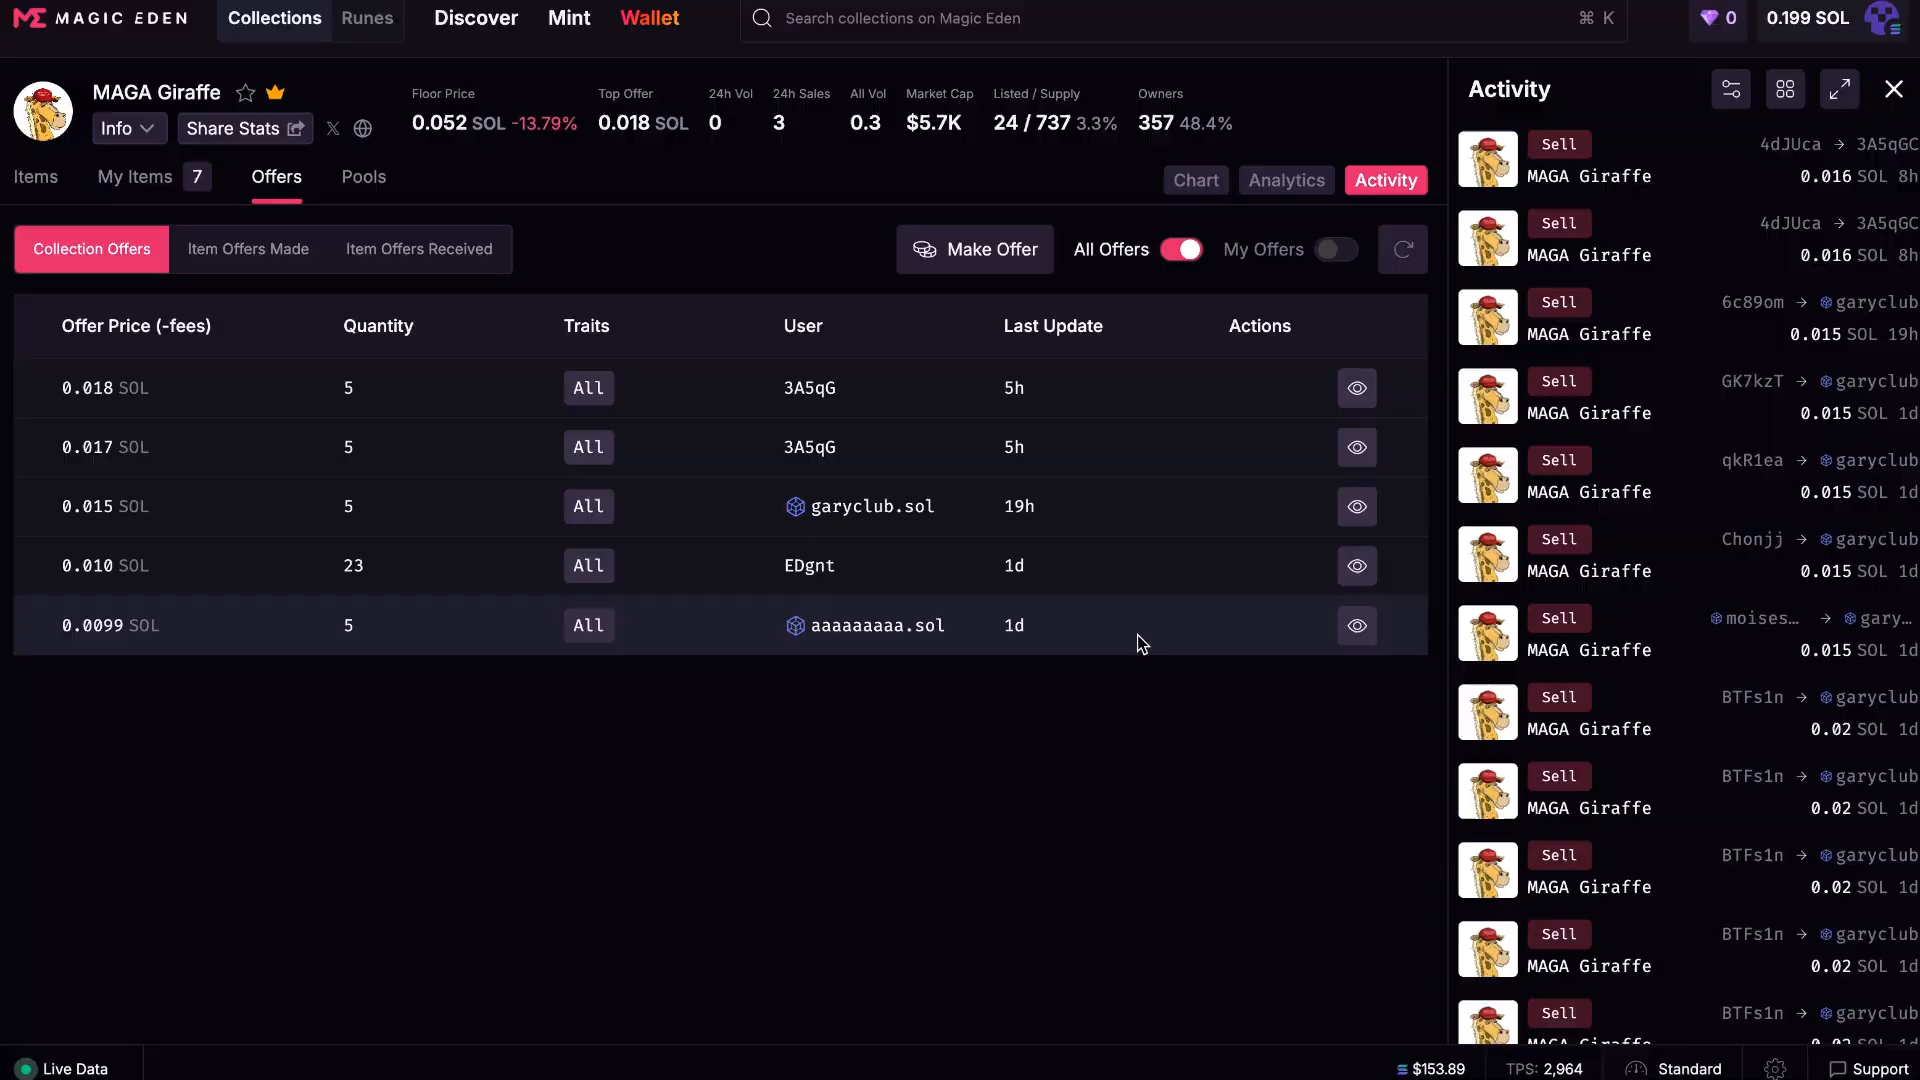 MAGIC EDEN
Collections
Runes
Discover
Mint
Wallet
Search collections on Magic Eden
⌘ K
0
0.199 SOL
MAGA Giraffe
Info
Share Stats
Floor Price
0.052 SOL -13.79%
Top Offer
0.018 SOL
24h Vol
0
24h Sales
3
All Vol
0.3
Market Cap
$5.7K
Listed / Supply
24 / 737 3.3%
Owners
357 48.4%
Items
My Items 7
Offers
Pools
Chart
Analytics
Activity
Collection Offers
Item Offers Made
Item Offers Received
Make Offer
All Offers
My Offers
Offer Price (-fees) Quantity Traits User Last Update Actions
0.018 SOL 5 All 3A5qG 5h
0.017 SOL 5 All 3A5qG 5h
0.015 SOL 5 All garyclub.sol 19h
0.010 SOL 23 All EDgnt 1d
0.0099 SOL 5 All aaaaaaaaa.sol 1d
Activity
Sell 4dJUca → 3A5qGC
MAGA Giraffe 0.016 SOL 8h
Sell 4dJUca → 3A5qGC
MAGA Giraffe 0.016 SOL 8h
Sell 6c89om → garyclub
MAGA Giraffe 0.015 SOL 19h
Sell GK7kzT → garyclub
MAGA Giraffe 0.015 SOL 1d
Sell qkR1ea → garyclub
MAGA Giraffe 0.015 SOL 1d
Sell Chonjj → garyclub
MAGA Giraffe 0.015 SOL 1d
Sell moises… → gary…
MAGA Giraffe 0.015 SOL 1d
Sell BTFs1n → garyclub
MAGA Giraffe 0.02 SOL 1d
Sell BTFs1n → garyclub
MAGA Giraffe 0.02 SOL 1d
Sell BTFs1n → garyclub
MAGA Giraffe 0.02 SOL 1d
Sell BTFs1n → garyclub
MAGA Giraffe 0.02 SOL 1d
Sell BTFs1n → garyclub
MAGA Giraffe 0.02 SOL 1d
Live Data
$153.89
TPS: 2,964
Standard
Support